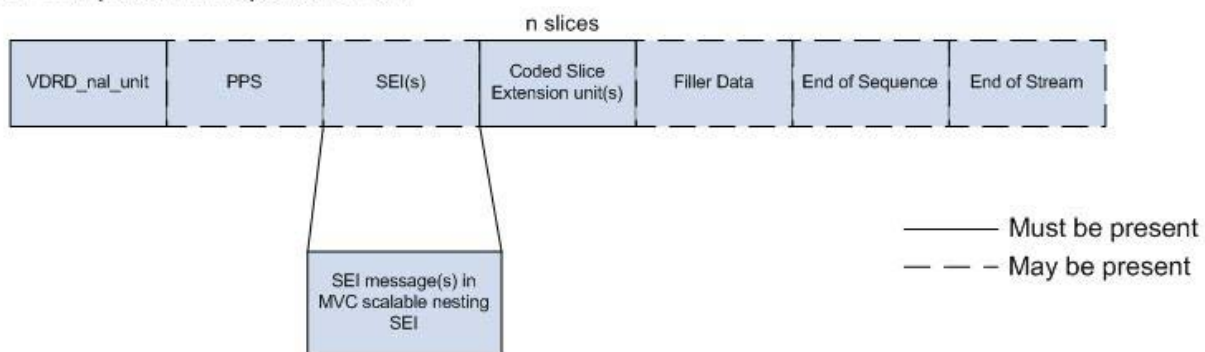 n slices
VDRD_nal_unit
PPS
SEI(s)
Coded Slice
Extension unit(s)
Filler Data
End of Sequence
End of Stream
SEI message(s) in
MVC scalable nesting
SEI
Must be present
May be present